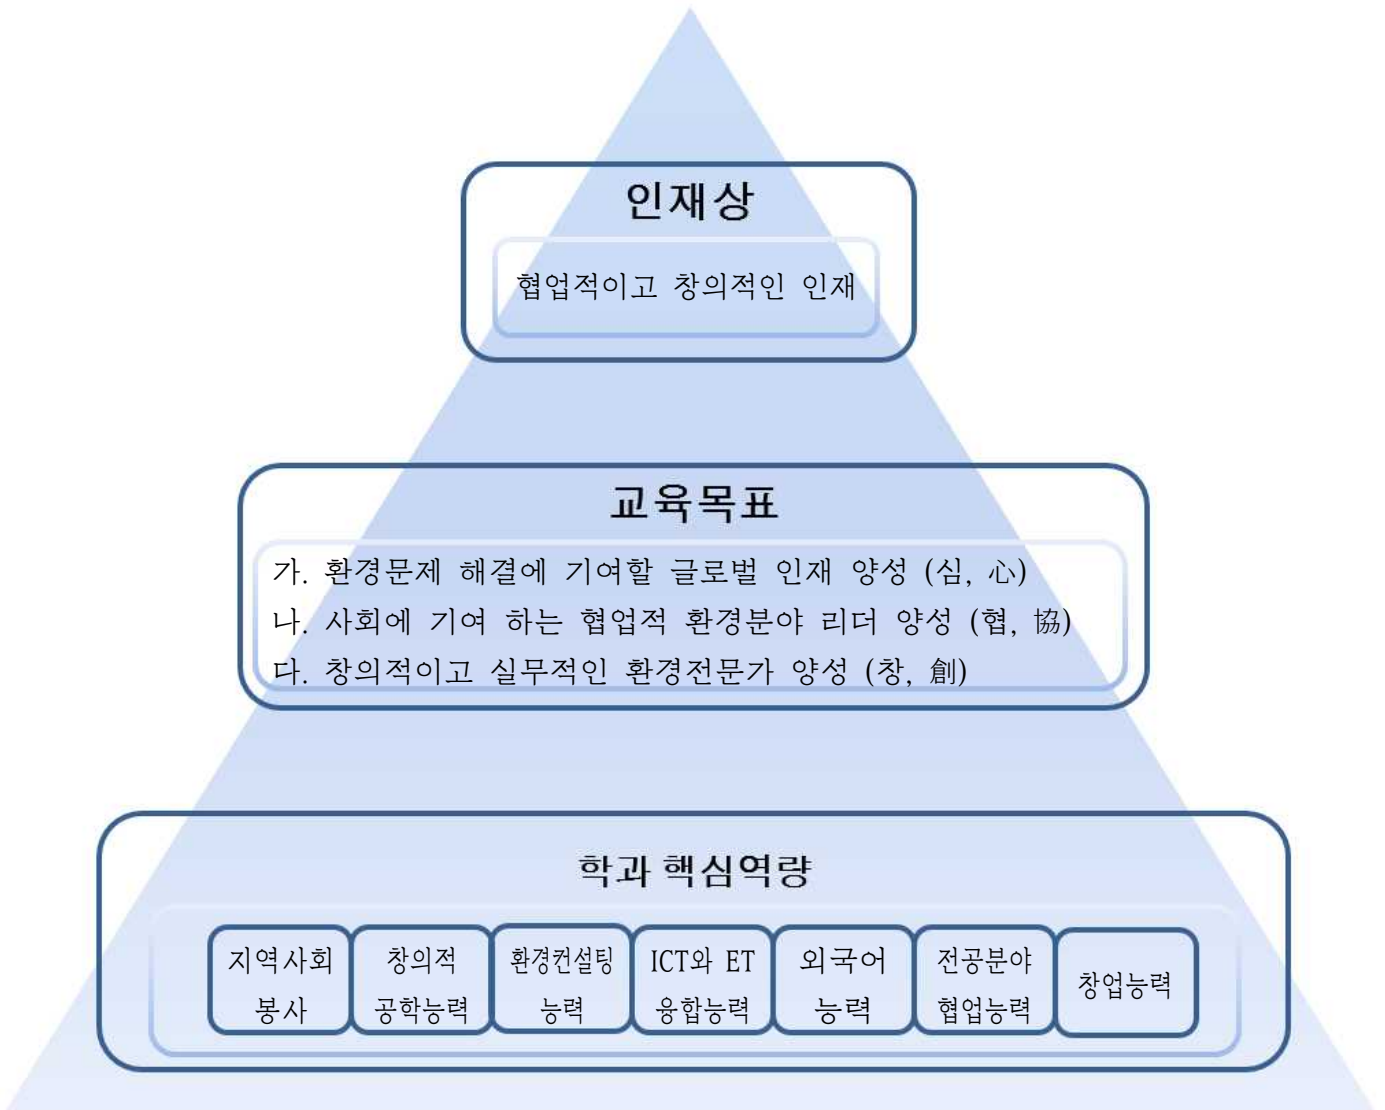 인재상
협업적이고 창의적인 인재
교육목표
가. 환경문제 해결에 기여할 글로벌 인재 양성 (심, 心)
나. 사회에 기여 하는 협업적 환경분야 리더 양성 (협, 協)
다. 창의적이고 실무적인 환경전문가 양성 (창, 創)
학과 핵심역량
지역사회
봉사
창의적
공학능력
환경컨설팅
능력
ICT와 ET
융합능력
외국어
능력
전공분야
협업능력
창업능력